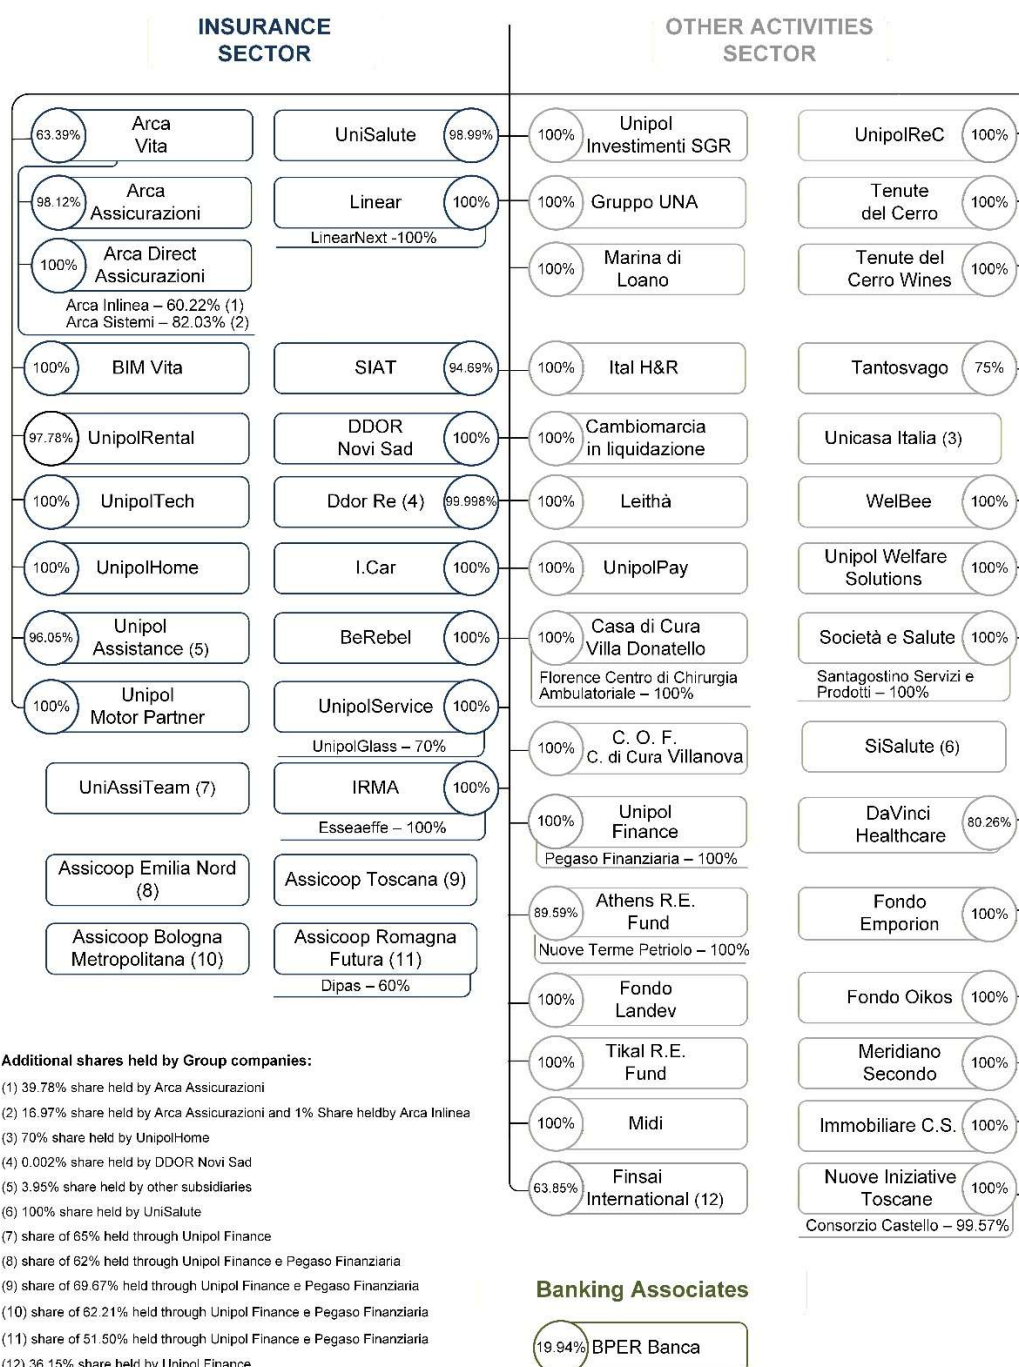 INSURANCE
SECTOR
OTHER ACTIVITIES
SECTOR
63.39%
Arca
Vita
UniSalute
98.99%
100%
Unipol
Investimenti SGR
UnipolReC
100%
98.12%
Arca
Assicurazioni
Linear
100%
LinearNext -100%
100%
Gruppo UNA
Tenute
del Cerro
100%
100%
Arca Direct
Assicurazioni
Arca Inlinea – 60.22% (1)
Arca Sistemi – 82.03% (2)
100%
Marina di
Loano
Tenute del
Cerro Wines
100%
100%
BIM Vita
SIAT
94.69%
100%
Ital H&R
Tantosvago
75%
97.78%
UnipolRental
DDOR
Novi Sad
100%
100%
Cambiomarcia
in liquidazione
Unicasa Italia (3)
100%
UnipolTech
Ddor Re (4)
99.998%
100%
Leithà
WelBee
100%
100%
UnipolHome
I.Car
100%
100%
UnipolPay
Unipol Welfare
Solutions
100%
96.05%
Unipol
Assistance (5)
BeRebel
100%
100%
Casa di Cura
Villa Donatello
Florence Centro di Chirurgia
Ambulatoriale – 100%
Società e Salute
100%
Santagostino Servizi e
Prodotti – 100%
100%
Unipol
Motor Partner
UnipolService
100%
UnipolGlass – 70%
100%
C. O. F.
C. di Cura Villanova
SiSalute (6)
UniAssiTeam (7)
IRMA
100%
Esseaeffe – 100%
100%
Unipol
Finance
Pegaso Finanziaria – 100%
DaVinci
Healthcare
80.26%
Assicoop Emilia Nord
(8)
Assicoop Toscana (9)
89.59%
Athens R.E.
Fund
Nuove Terme Petriolo – 100%
Fondo
Emporion
100%
Assicoop Bologna
Metropolitana (10)
Assicoop Romagna
Futura (11)
Dipas – 60%
100%
Fondo
Landev
Fondo Oikos
100%
100%
Tikal R.E.
Fund
Meridiano
Secondo
100%
100%
Midi
Immobiliare C.S.
100%
63.85%
Finsai
International (12)
Nuove Iniziative
Toscane
100%
Consorzio Castello – 99.57%
Additional shares held by Group companies:
(1) 39.78% share held by Arca Assicurazioni
(2) 16.97% share held by Arca Assicurazioni and 1% Share heldby Arca Inlinea
(3) 70% share held by UnipolHome
(4) 0.002% share held by DDOR Novi Sad
(5) 3.95% share held by other subsidiaries
(6) 100% share held by UniSalute
(7) share of 65% held through Unipol Finance
(8) share of 62% held through Unipol Finance e Pegaso Finanziaria
(9) share of 69.67% held through Unipol Finance e Pegaso Finanziaria
(10) share of 62.21% held through Unipol Finance e Pegaso Finanziaria
(11) share of 51.50% held through Unipol Finance e Pegaso Finanziaria
(12) 36.15% share held by Unipol Finance
Banking Associates
19.94%
BPER Banca